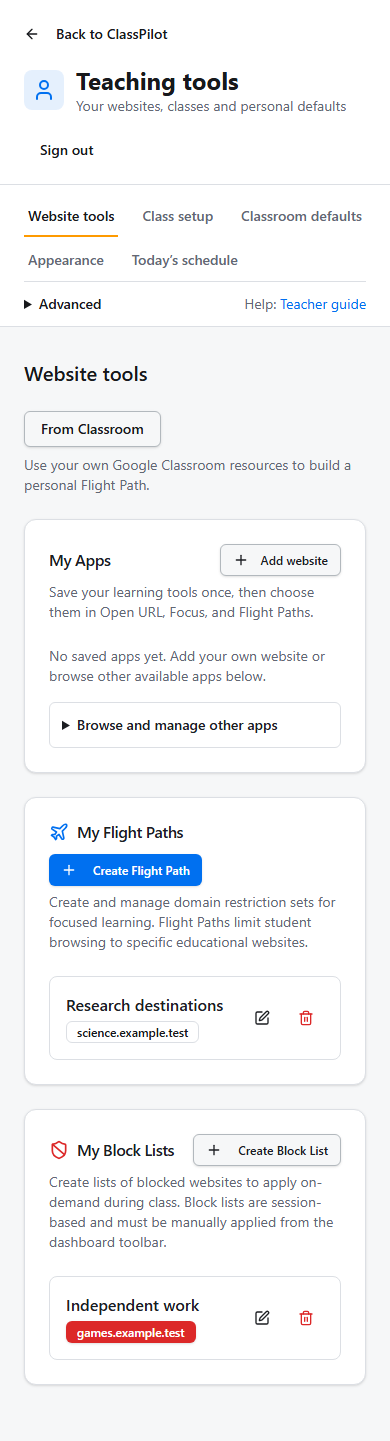 Back to ClassPilot
Teaching tools
Your websites, classes and personal defaults
Sign out
Website tools
Class setup
Classroom defaults
Appearance
Today's schedule
Advanced
Help: Teacher guide
Website tools
From Classroom
Use your own Google Classroom resources to build a
personal Flight Path.
My Apps
Add website
Save your learning tools once, then choose
them in Open URL, Focus, and Flight Paths.
No saved apps yet. Add your own website or
browse other available apps below.
Browse and manage other apps
My Flight Paths
Create Flight Path
Create and manage domain restriction sets for
focused learning. Flight Paths limit student
browsing to specific educational websites.
Research destinations
science.example.test
My Block Lists
Create Block List
Create lists of blocked websites to apply on-
demand during class. Block lists are session-
based and must be manually applied from the
dashboard toolbar.
Independent work
games.example.test